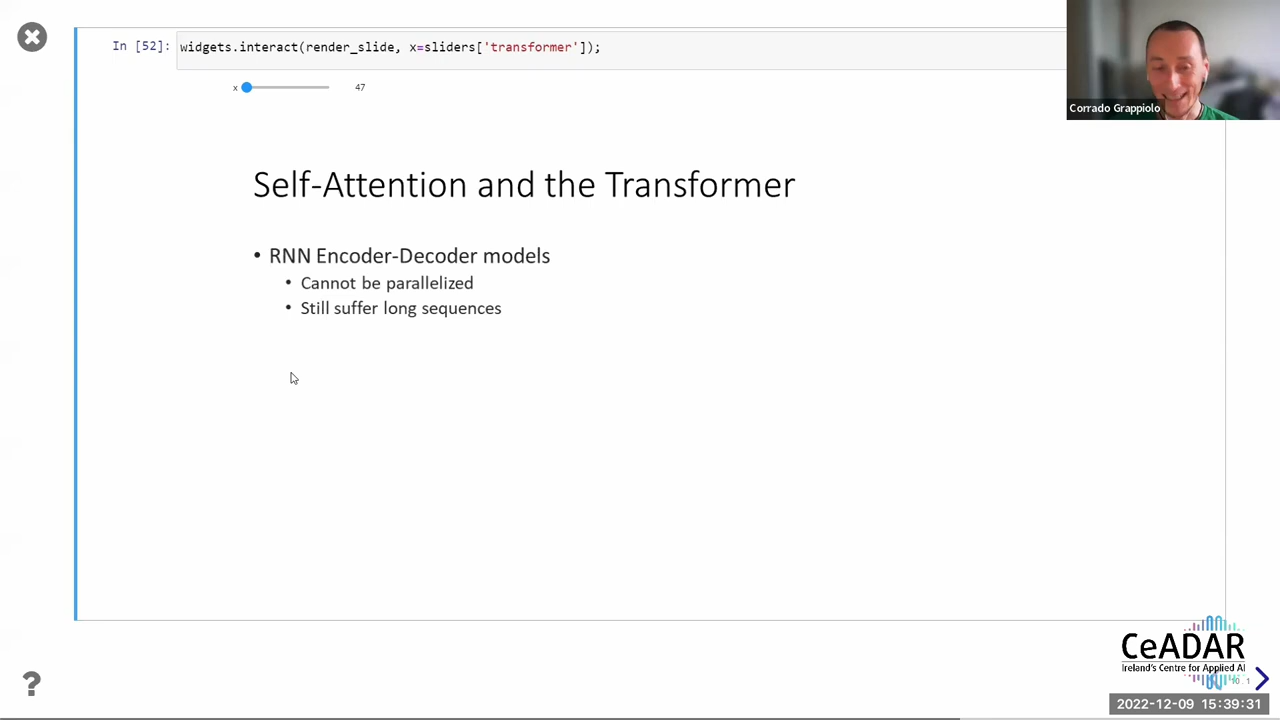 In [52]: widgets.interact(render_slide, x=sliders['transformer']);
x 47
Corrado Grappiolo
Self-Attention and the Transformer
• RNN Encoder-Decoder models
• Cannot be parallelized
• Still suffer long sequences
CeADAR
Ireland's Centre for Applied AI
10.1
?
2022-12-09 15:39:31